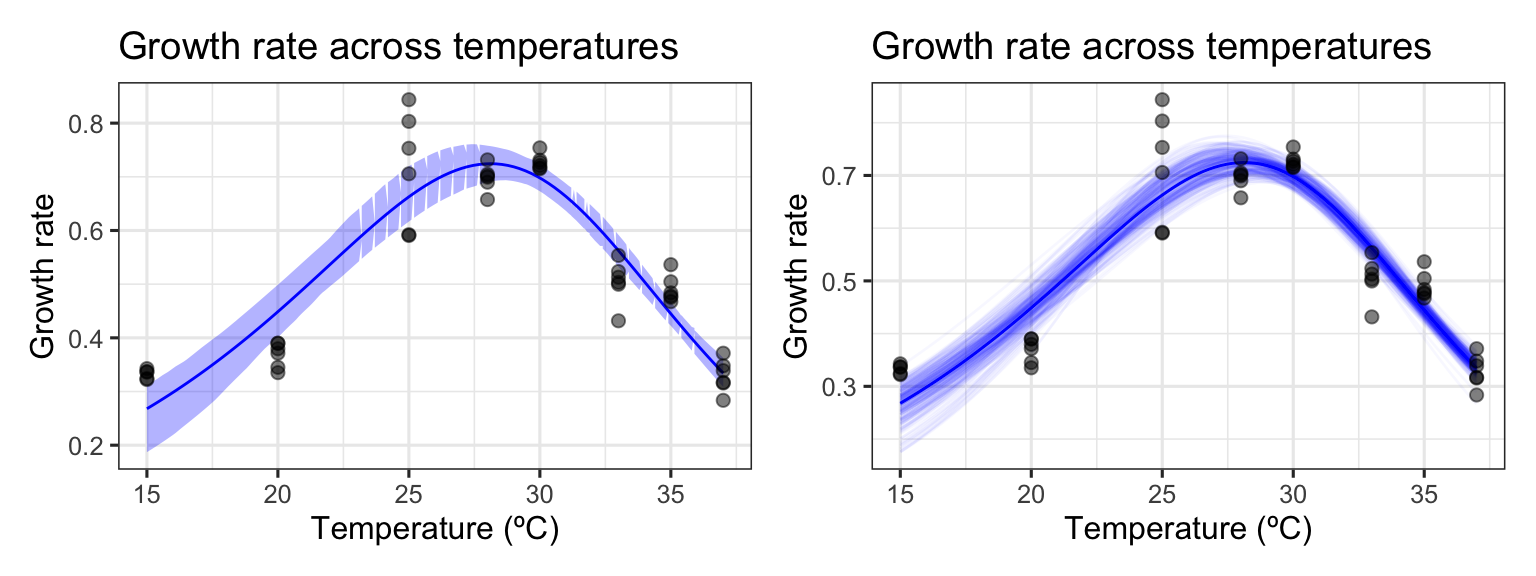 Growth rate across temperatures
Growth rate
0.8
0.6
0.4
0.2
15 20 25 30 35
Temperature (ºC)
Growth rate across temperatures
Growth rate
0.7
0.5
0.3
15 20 25 30 35
Temperature (ºC)